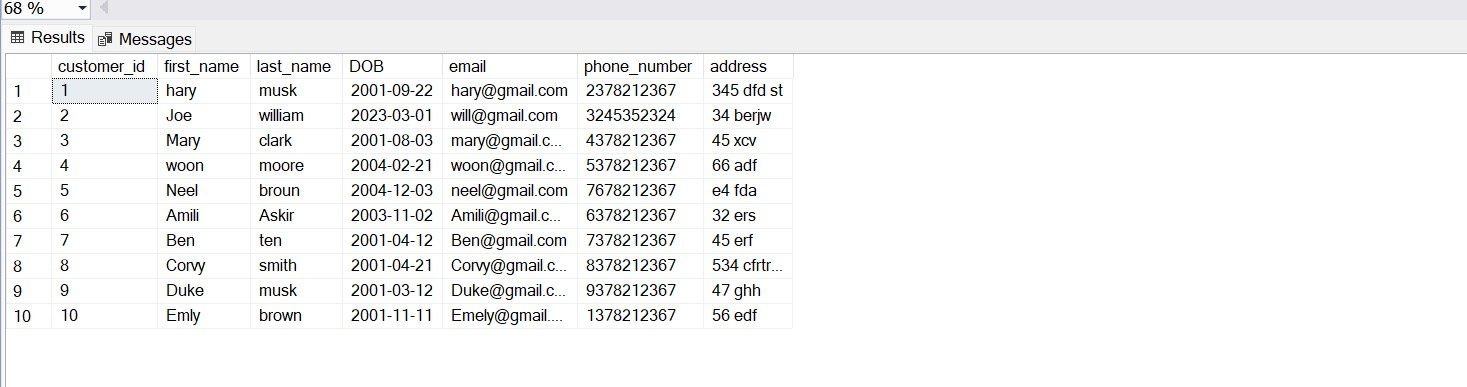 68 %
Results Messages
customer_id first_name last_name DOB email phone_number address
1 1 hary musk 2001-09-22 hary@gmail.com 2378212367 345 dfd st
2 2 Joe william 2023-03-01 will@gmail.com 3245352324 34 berjw
3 3 Mary clark 2001-08-03 mary@gmail.c... 4378212367 45 xcv
4 4 woon moore 2004-02-21 woon@gmail.c... 5378212367 66 adf
5 5 Neel broun 2004-12-03 neel@gmail.com 7678212367 e4 fda
6 6 Amili Askir 2003-11-02 Amili@gmail.c... 6378212367 32 ers
7 7 Ben ten 2001-04-12 Ben@gmail.com 7378212367 45 erf
8 8 Corvy smith 2001-04-21 Corvy@gmail.c... 8378212367 534 cfrtr...
9 9 Duke musk 2001-03-12 Duke@gmail.c... 9378212367 47 ghh
10 10 Emly brown 2001-11-11 Emely@gmail.... 1378212367 56 edf